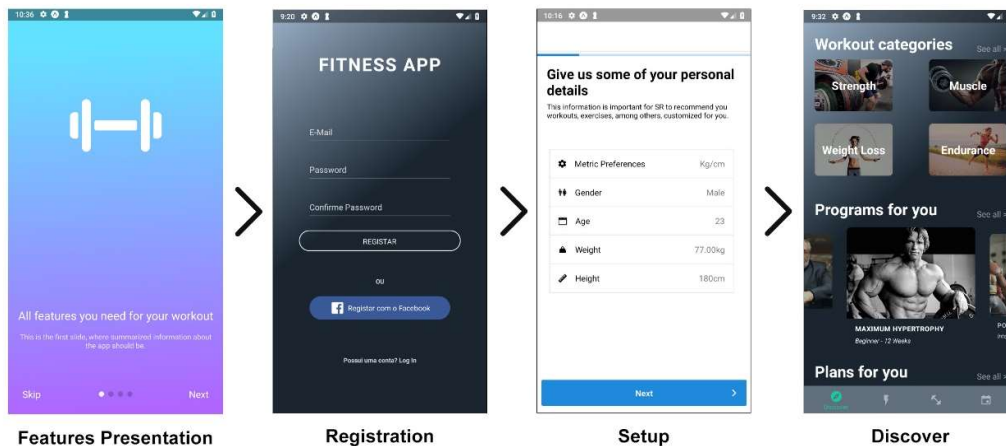 10:36
All features you need for your workout
This is the first slide, where summarized information about
the app should be.
Skip
Next
Features Presentation
9:20
FITNESS APP
E-Mail
Password
Confirme Password
REGISTAR
OU
Registar com o Facebook
Possui uma conta? Log In
Registration
10:16
Give us some of your personal
details
This information is important for SR to recommend you
workouts, exercises, among others, customized for you.
Metric Preferences Kg/cm
Gender Male
Age 23
Weight 77.00kg
Height 180cm
Next
Setup
9:32
Workout categories See all
Strength
Muscle
Weight Loss
Endurance
Programs for you See all
MAXIMUM HYPERTROPHY
Beginner - 12 Weeks
PO
Plans for you See all
Discover
Discover